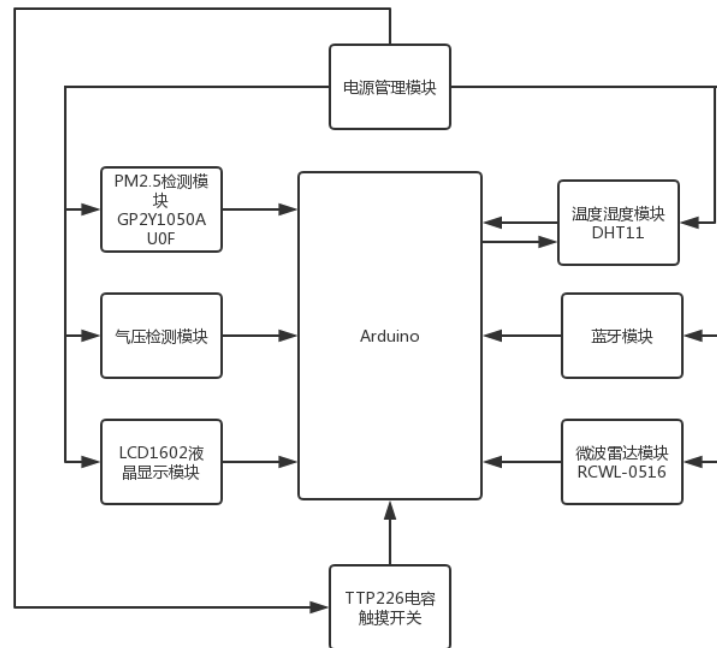 电源管理模块
PM2.5检测模
块
GP2Y1050A
U0F
温度湿度模块
DHT11
Arduino
气压检测模块
蓝牙模块
LCD1602液
晶显示模块
微波雷达模块
RCWL-0516
TTP226电容
触摸开关